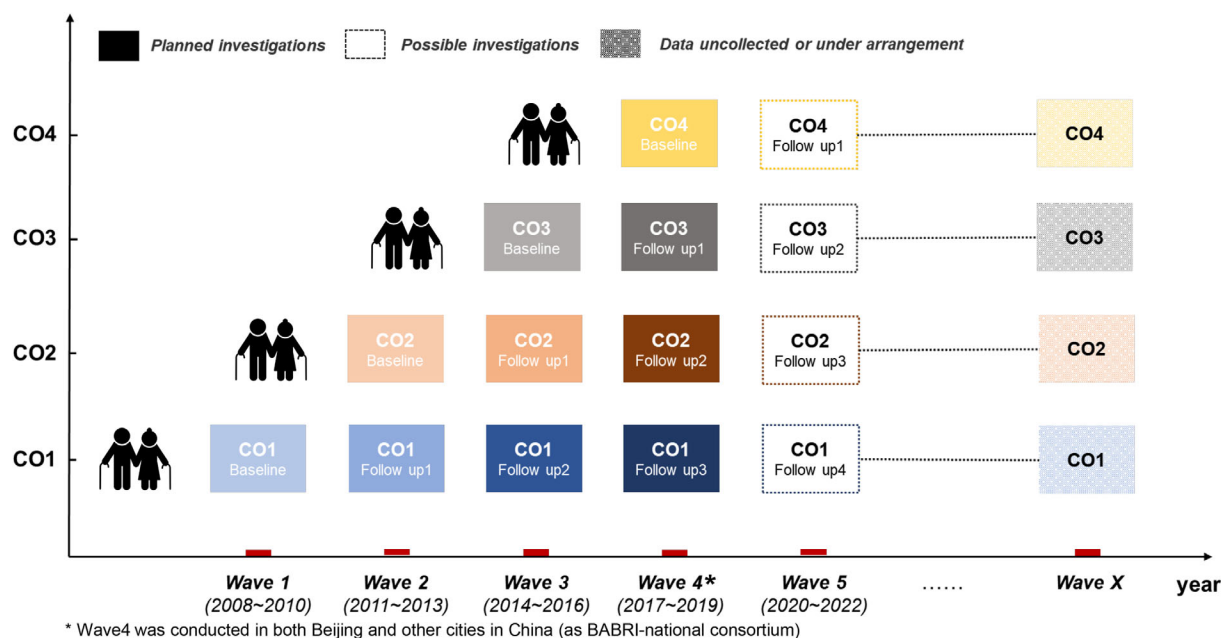 Planned investigations
Possible investigations
Data uncollected or under arrangement
CO4
CO4
Baseline
CO4
Follow up1
CO4
CO3
CO3
Baseline
CO3
Follow up1
CO3
Follow up2
CO3
CO2
CO2
Baseline
CO2
Follow up1
CO2
Follow up2
CO2
Follow up3
CO2
CO1
CO1
Baseline
CO1
Follow up1
CO1
Follow up2
CO1
Follow up3
CO1
Follow up4
CO1
Wave 1
(2008~2010)
Wave 2
(2011~2013)
Wave 3
(2014~2016)
Wave 4*
(2017~2019)
Wave 5
(2020~2022)
......
Wave X
year
* Wave4 was conducted in both Beijing and other cities in China (as BABRI-national consortium)